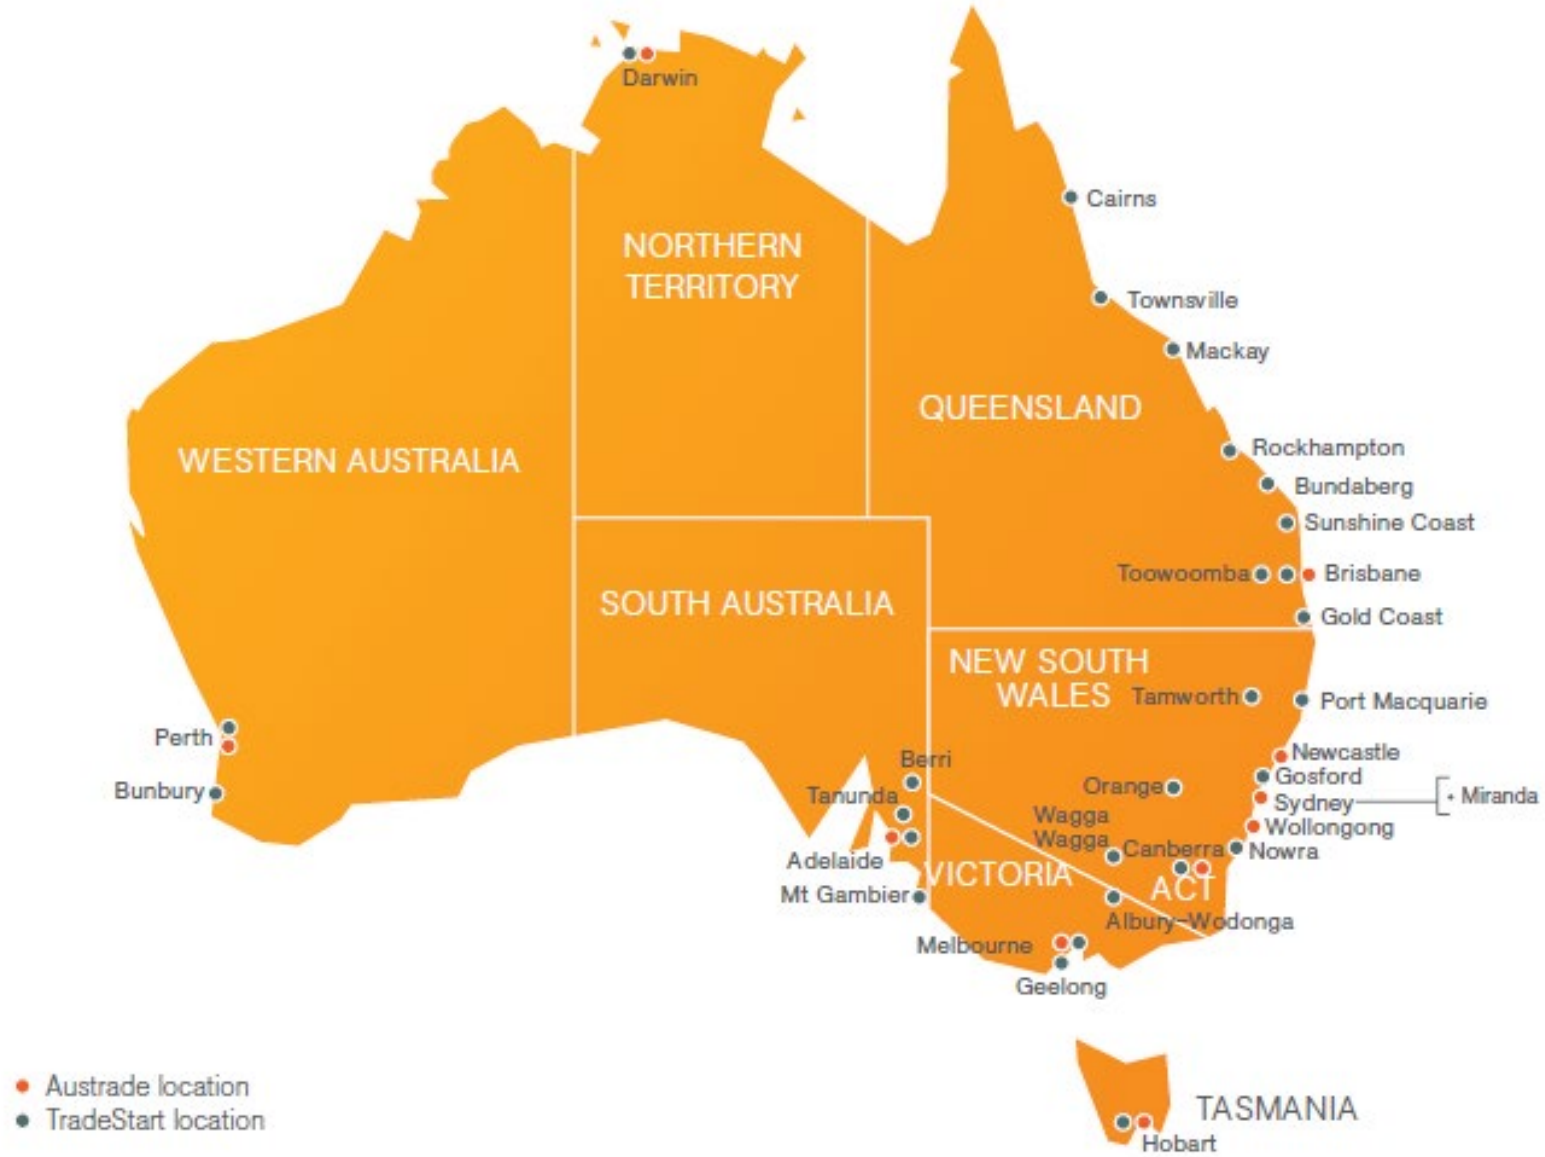 Darwin
Cairns
NORTHERN
TERRITORY
Townsville
Mackay
QUEENSLAND
WESTERN AUSTRALIA
Rockhampton
Bundaberg
Sunshine Coast
Toowoomba
Brisbane
SOUTH AUSTRALIA
Gold Coast
NEW SOUTH
WALES
Tamworth
Port Macquarie
Perth
Newcastle
Berri
Gosford
Bunbury
Tanunda
Orange
Sydney
• Miranda
Wagga
Wagga
Wollongong
Canberra
Nowra
Adelaide
VICTORIA
ACT
Mt Gambier
Albury-Wodonga
Melbourne
Geelong
Austrade location
TradeStart location
TASMANIA
Hobart